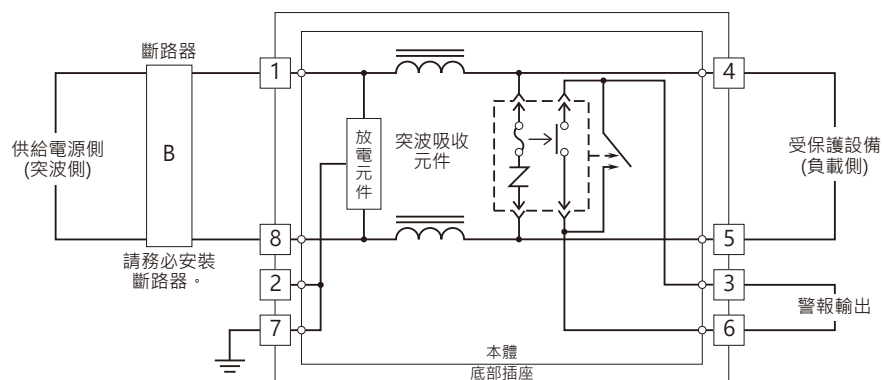 斷路器
1
4
供給電源側
(突波側)
B
放電元件
突波吸收
元件
受保護設備
(負載側)
8
5
請務必安裝
斷路器。
2
3
警報輸出
7
6
本體
底部插座